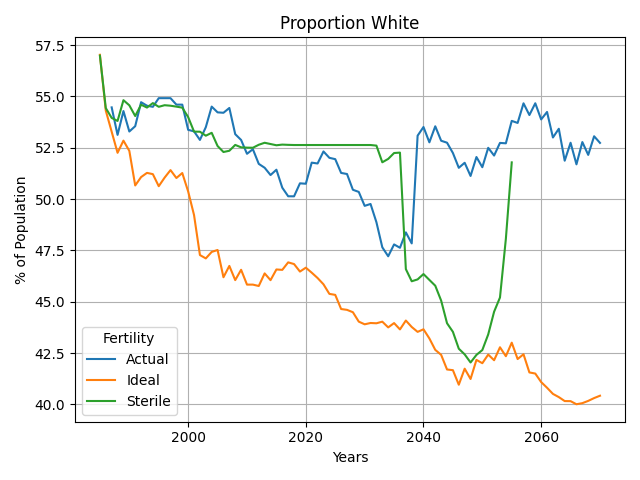 Proportion White
% of Population
57.5
55.0
52.5
50.0
47.5
45.0
42.5
40.0
Fertility
Actual
Ideal
Sterile
2000
2020
2040
2060
Years